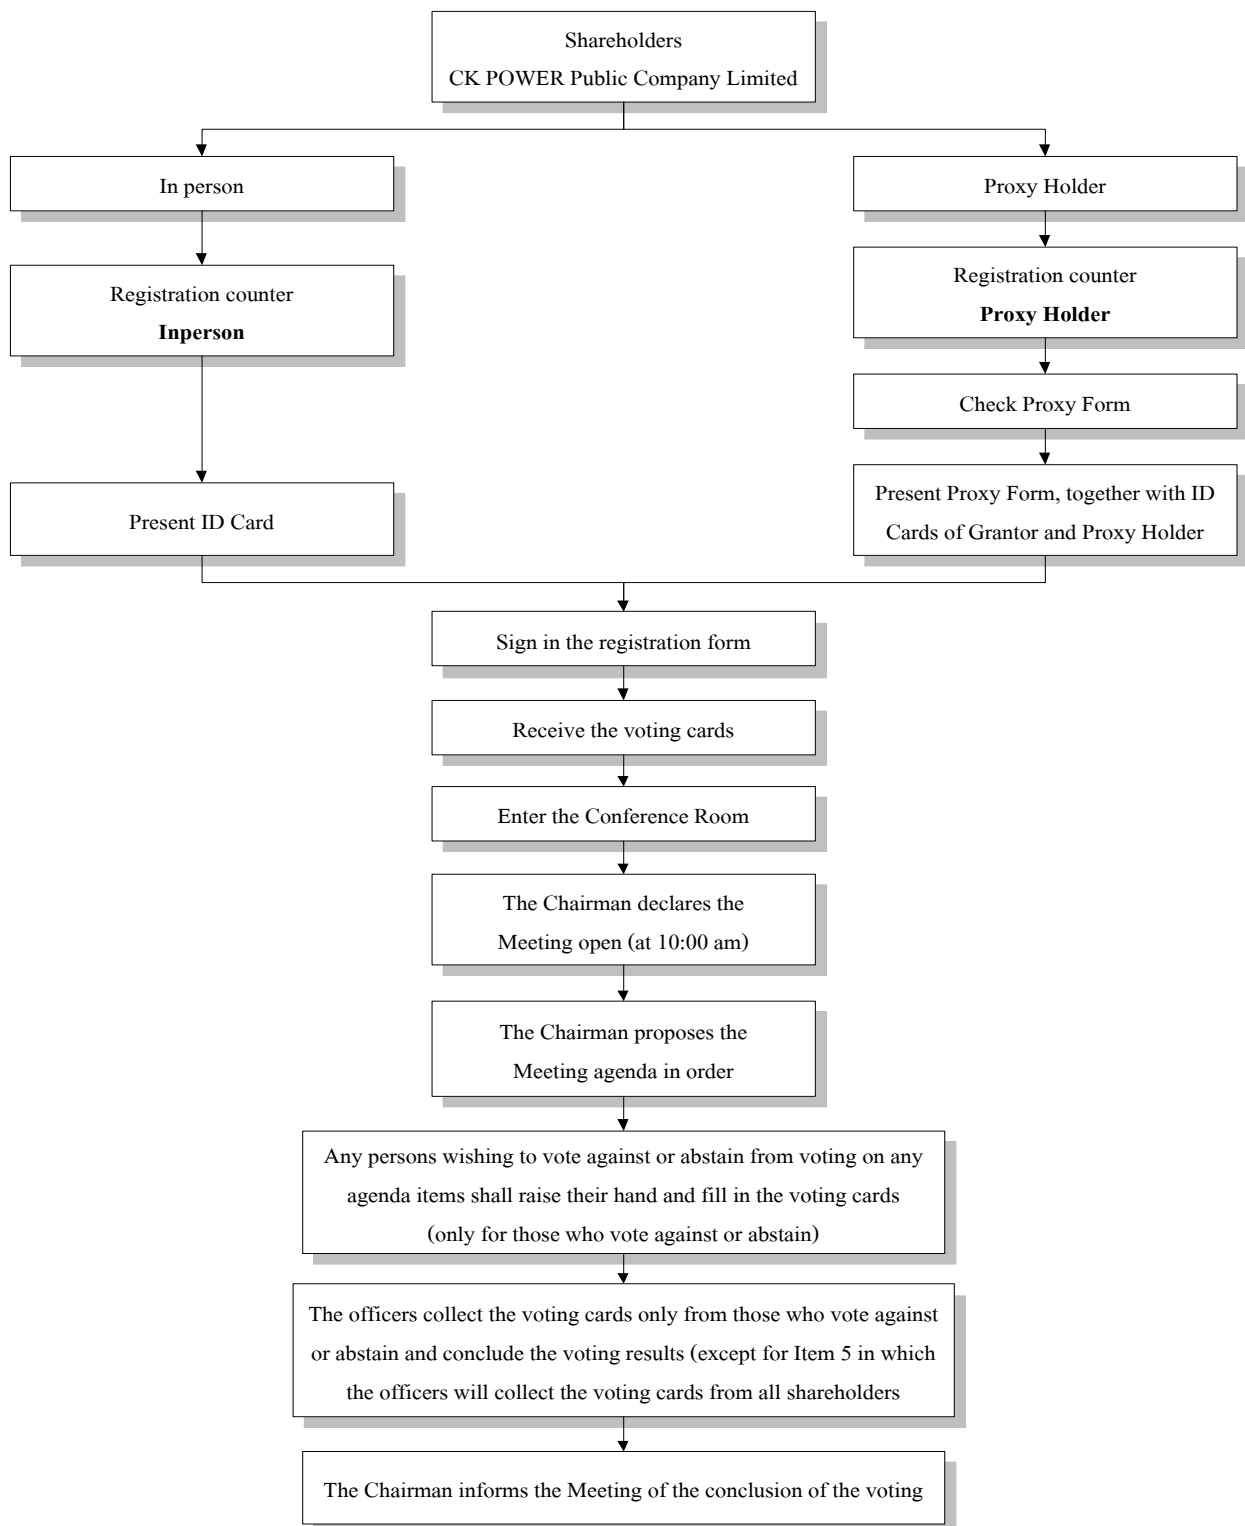 Shareholders
CK POWER Public Company Limited
In person
Proxy Holder
Registration counter
Inperson
Registration counter
Proxy Holder
Check Proxy Form
Present ID Card
Present Proxy Form, together with ID
Cards of Grantor and Proxy Holder
Sign in the registration form
Receive the voting cards
Enter the Conference Room
The Chairman declares the
Meeting open (at 10:00 am)
The Chairman proposes the
Meeting agenda in order
Any persons wishing to vote against or abstain from voting on any
agenda items shall raise their hand and fill in the voting cards
(only for those who vote against or abstain)
The officers collect the voting cards only from those who vote against
or abstain and conclude the voting results (except for Item 5 in which
the officers will collect the voting cards from all shareholders
The Chairman informs the Meeting of the conclusion of the voting